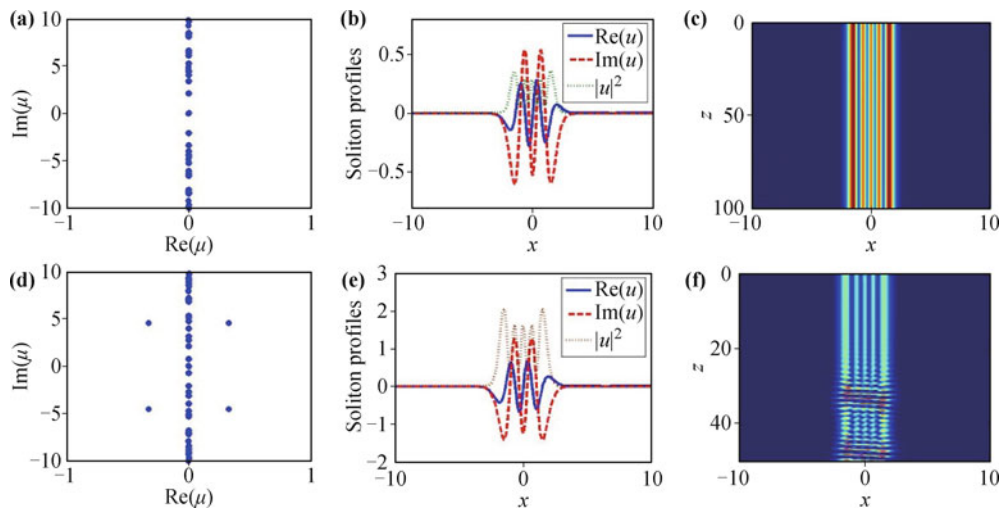 (a)
10
5
0
−5
−10
−1
0
1
Im(μ)
Re(μ)
(b)
0.5
0
−0.5
−10
0
10
Soliton profiles
x
Re(u)
Im(u)
|u|²
(c)
0
50
100
−10
0
10
z
x
(d)
10
5
0
−5
−10
−1
0
1
Im(μ)
Re(μ)
(e)
3
2
1
0
−1
−2
−10
0
10
Soliton profiles
x
Re(u)
Im(u)
|u|²
(f)
0
20
40
−10
0
10
z
x